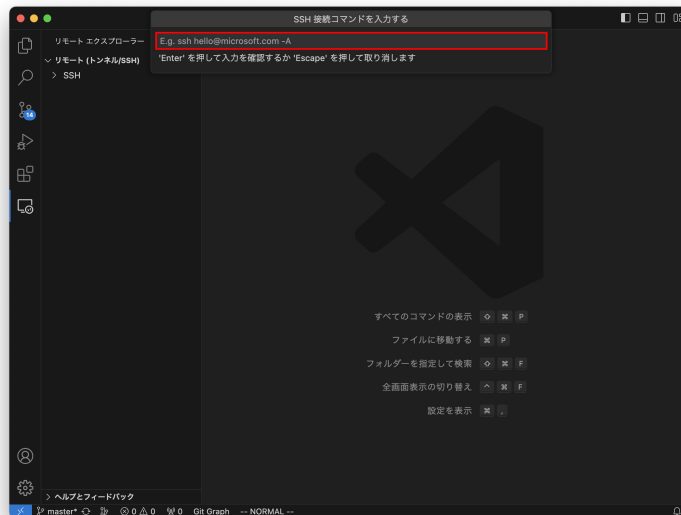 SSH 接続コマンドを入力する
E.g. ssh hello@microsoft.com -A
'Enter' を押して入力を確認するか 'Escape' を押して取り消します
リモート エクスプローラー
リモート (トンネル/SSH)
SSH
14
すべてのコマンドの表示 ⇧ ⌘ P
ファイルに移動する ⌘ P
フォルダーを指定して検索 ⇧ ⌘ F
全画面表示の切り替え ^ ⌘ F
設定を表示 ⌘ ,
ヘルプとフィードバック
master* 0 0 0 Git Graph -- NORMAL --